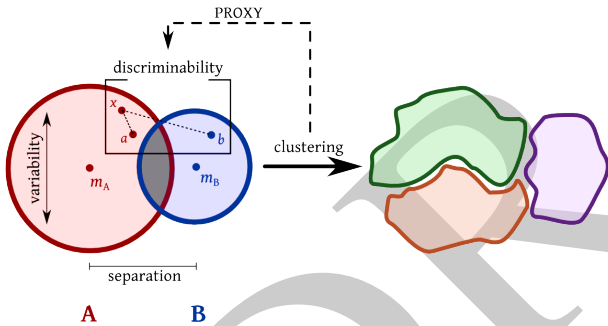 PROXY
discriminability
x
a
b
variability
m_A
m_B
clustering
separation
A
B